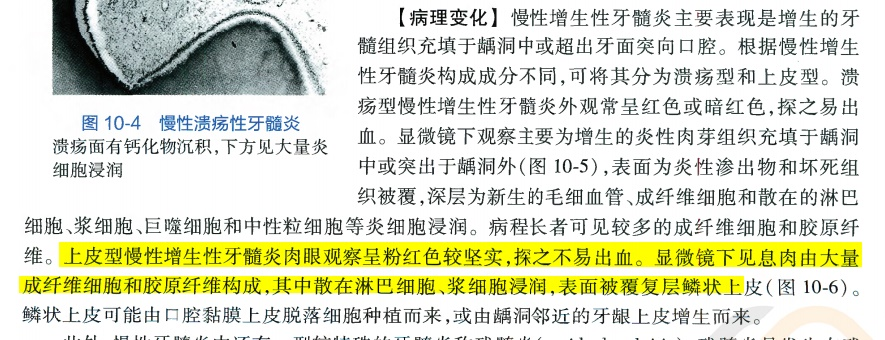 【病理变化】 慢性增生性牙髓炎主要表现是增生的牙
髓组织充填于龋洞中或超出牙面突向口腔。根据慢性增生
性牙髓炎构成成分不同,可将其分为溃疡型和上皮型。溃
疡型慢性增生性牙髓炎外观常呈红色或暗红色,探之易出
血。显微镜下观察主要为增生的炎性肉芽组织充填于龋洞
中或突出于龋洞外(图 10-5),表面为炎性渗出物和坏死组
织被覆,深层为新生的毛细血管、成纤维细胞和散在的淋巴
图 10-4 慢性溃疡性牙髓炎
溃疡面有钙化物沉积,下方见大量炎
细胞浸润
细胞、浆细胞、巨噬细胞和中性粒细胞等炎细胞浸润。病程长者可见较多的成纤维细胞和胶原纤
维。上皮型慢性增生性牙髓炎肉眼观察呈粉红色较坚实,探之不易出血。显微镜下见息肉由大量
成纤维细胞和胶原纤维构成,其中散在淋巴细胞、浆细胞浸润,表面被覆复层鳞状上皮(图 10-6)。
鳞状上皮可能由口腔黏膜上皮脱落细胞种植而来,或由龋洞邻近的牙龈上皮增生而来。